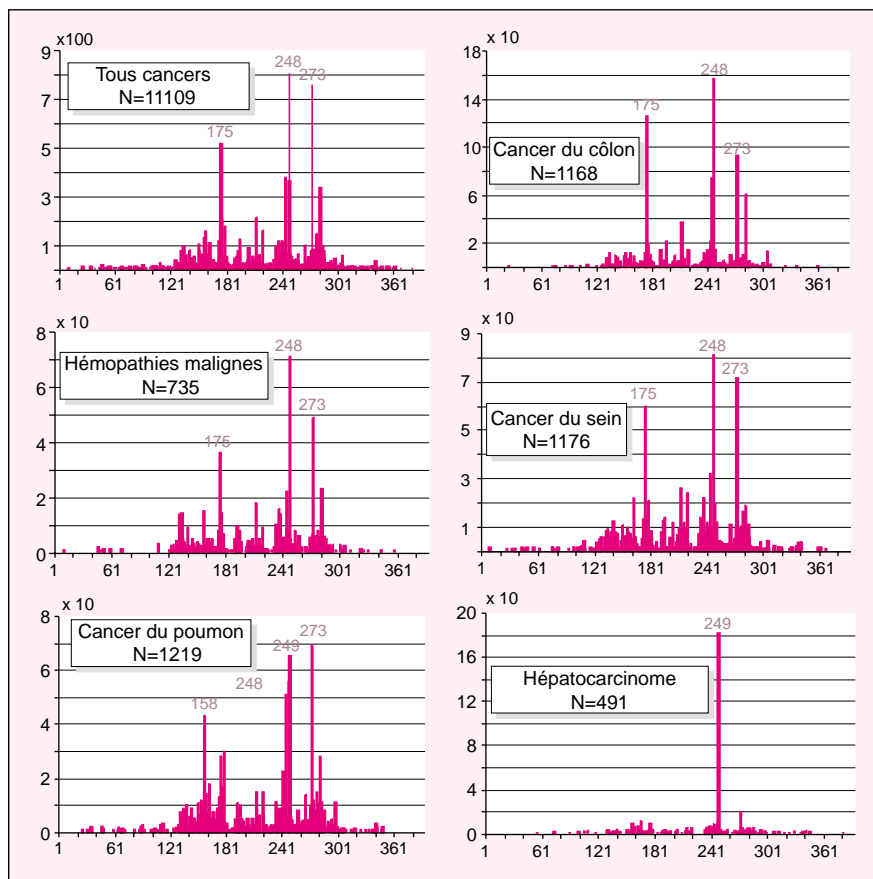 x100
9
7
5
3
1
Tous cancers
N=11109
175
248
273
1 61 121 181 241 301 361
x 10
18
14
10
6
2
Cancer du côlon
N=1168
175
248
273
1 61 121 181 241 301 361
x 10
8
6
4
2
0
Hémopathies malignes
N=735
175
248
273
1 61 121 181 241 301 361
x 10
9
7
5
3
1
Cancer du sein
N=1176
175
248
273
1 61 121 181 241 301 361
x 10
8
6
4
2
0
Cancer du poumon
N=1219
158
248
249
273
1 61 121 181 241 301 361
x 10
20
16
12
8
4
0
Hépatocarcinome
N=491
249
1 61 121 181 241 301 361